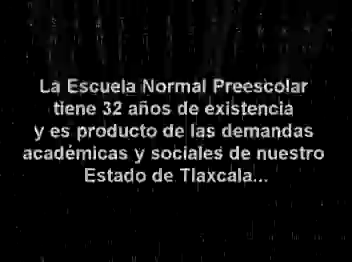 La Escuela Normal Preescolar
tiene 32 años de existencia
y es producto de las demandas
académicas y sociales de nuestro
Estado de Tlaxcala...